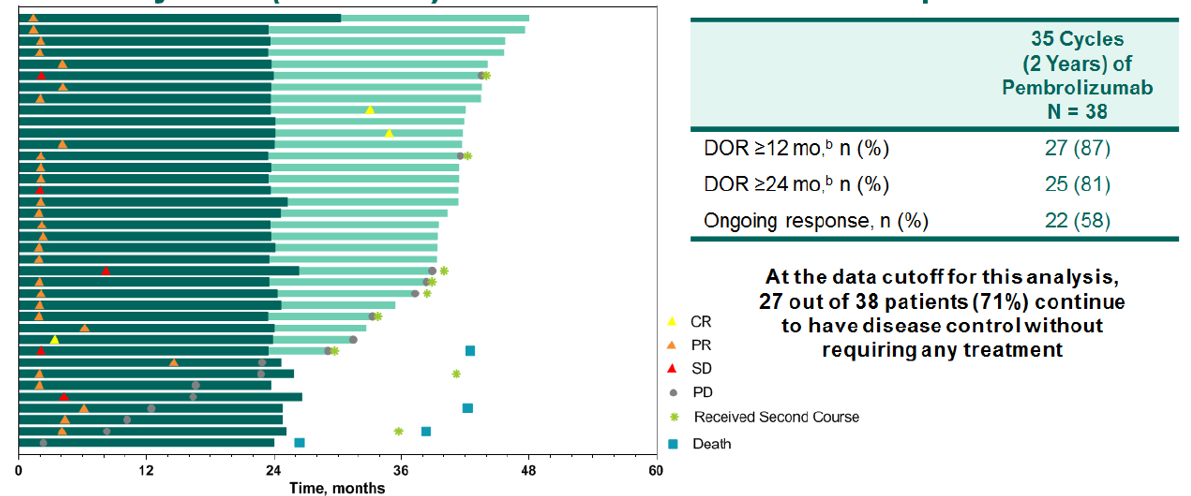 35 Cycles
(2 Years) of
Pembrolizumab
N = 38
DOR ≥12 mo,ᵇ n (%) 27 (87)
DOR ≥24 mo,ᵇ n (%) 25 (81)
Ongoing response, n (%) 22 (58)
At the data cutoff for this analysis,
27 out of 38 patients (71%) continue
to have disease control without
requiring any treatment
CR
PR
SD
PD
Received Second Course
Death
0 12 24 36 48 60
Time, months